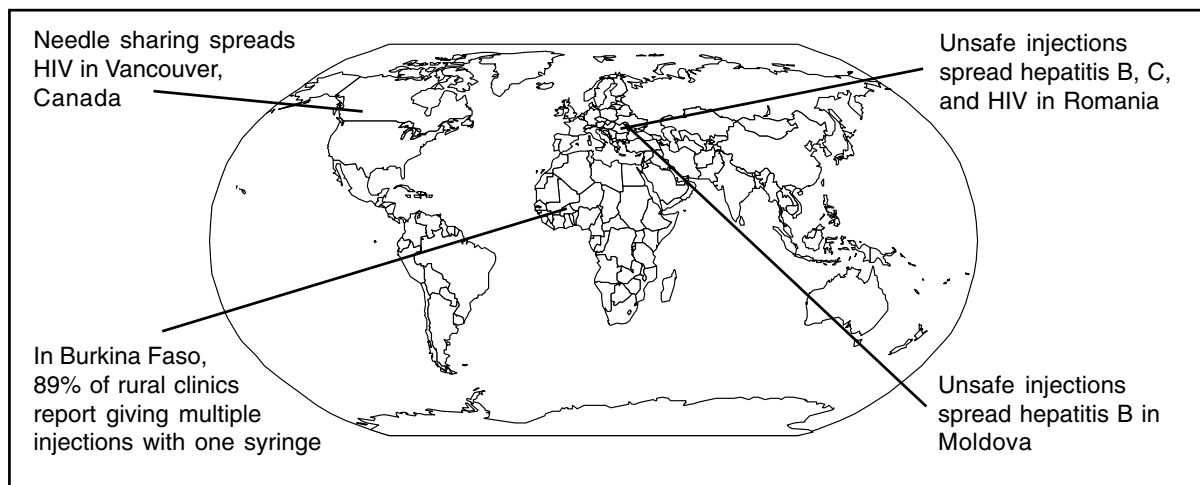 Needle sharing spreads
HIV in Vancouver,
Canada
Unsafe injections
spread hepatitis B, C,
and HIV in Romania
In Burkina Faso,
89% of rural clinics
report giving multiple
injections with one syringe
Unsafe injections
spread hepatitis B in
Moldova